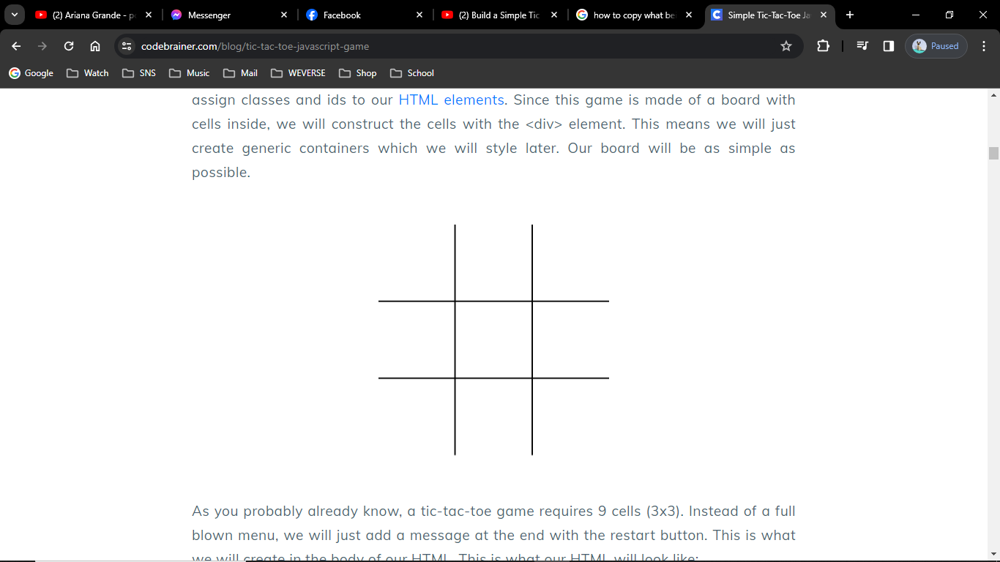 (2) Ariana Grande - p
Messenger
Facebook
(2) Build a Simple Tic
how to copy what be
Simple Tic-Tac-Toe Ja
codebrainer.com/blog/tic-tac-toe-javascript-game
Paused
Google
Watch
SNS
Music
Mail
WEVERSE
Shop
School
assign classes and ids to our HTML elements. Since this game is made of a board with
cells inside, we will construct the cells with the <div> element. This means we will just
create generic containers which we will style later. Our board will be as simple as
possible.
As you probably already know, a tic-tac-toe game requires 9 cells (3x3). Instead of a full
blown menu, we will just add a message at the end with the restart button. This is what
we will create in the body of our HTML. This is what our HTML will look like: